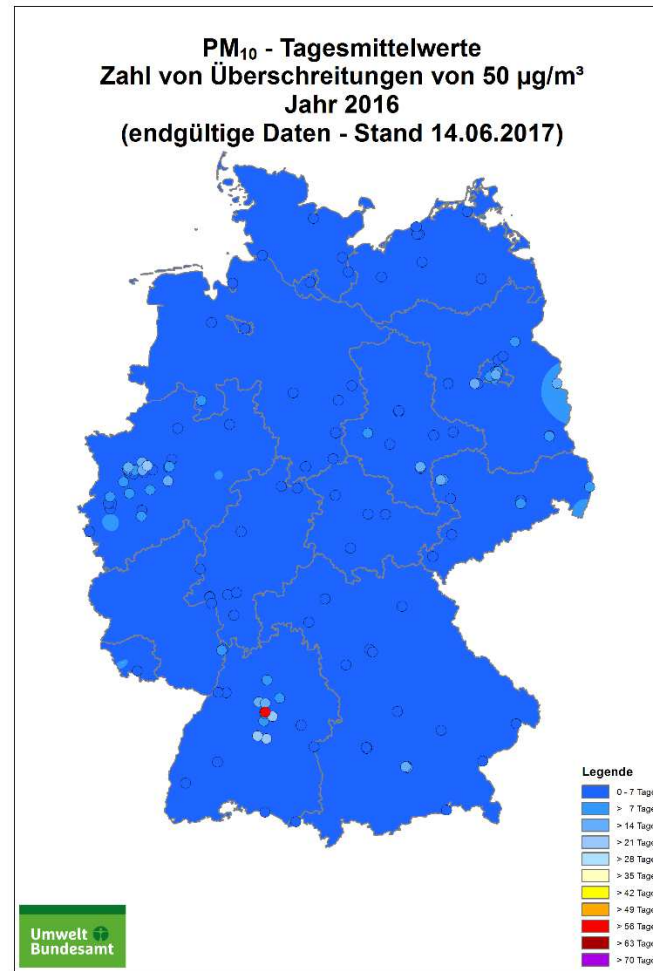 PM₁₀ - Tagesmittelwerte
Zahl von Überschreitungen von 50 µg/m³
Jahr 2016
(endgültige Daten - Stand 14.06.2017)
Legende
0 - 7 Tage
> 7 Tage
> 14 Tage
> 21 Tage
> 28 Tage
> 35 Tage
> 42 Tage
> 49 Tage
> 56 Tage
> 63 Tage
> 70 Tage
Umwelt
Bundesamt